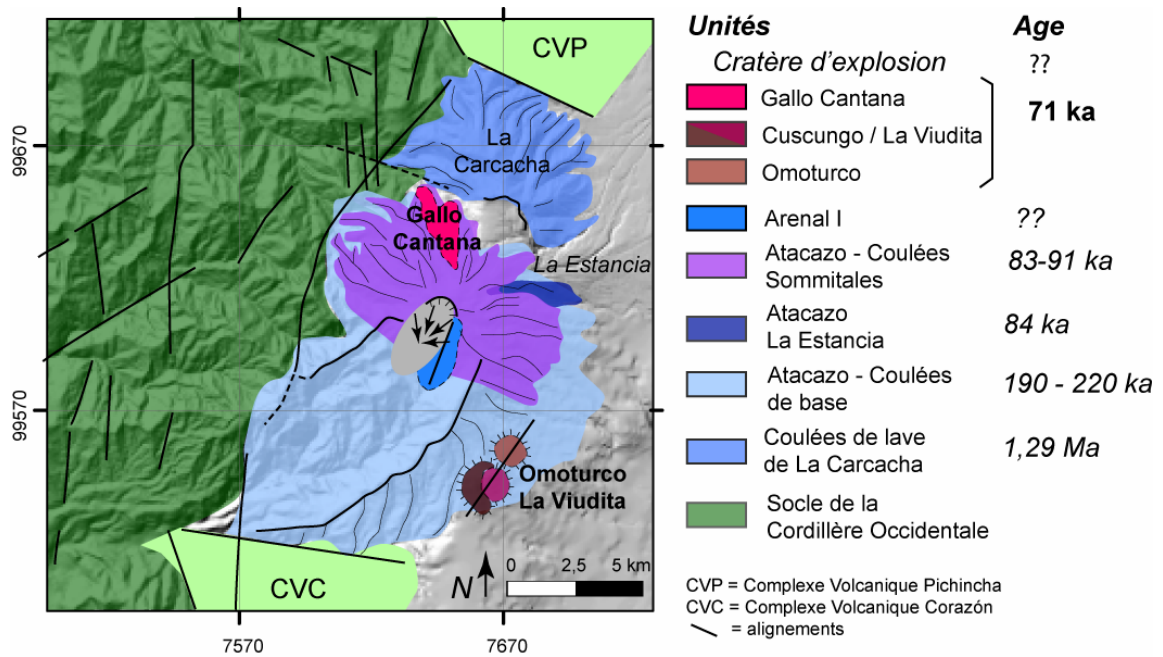 CVP
La
Carcacha
Gallo
Cantana
La Estancia
Omoturco
La Viudita
CVC
N
0 2,5 5 km
99670
99570
7570
7670
Unités Age
Cratère d'explosion ??
Gallo Cantana
71 ka
Cuscungo / La Viudita
Omoturco
Arenal I ??
Atacazo - Coulées
Sommitales
83-91 ka
Atacazo
La Estancia
84 ka
Atacazo - Coulées
de base
190 - 220 ka
Coulées de lave
de La Carcacha
1,29 Ma
Socle de la
Cordillère Occidentale
CVP = Complexe Volcanique Pichincha
CVC = Complexe Volcanique Corazón
= alignements